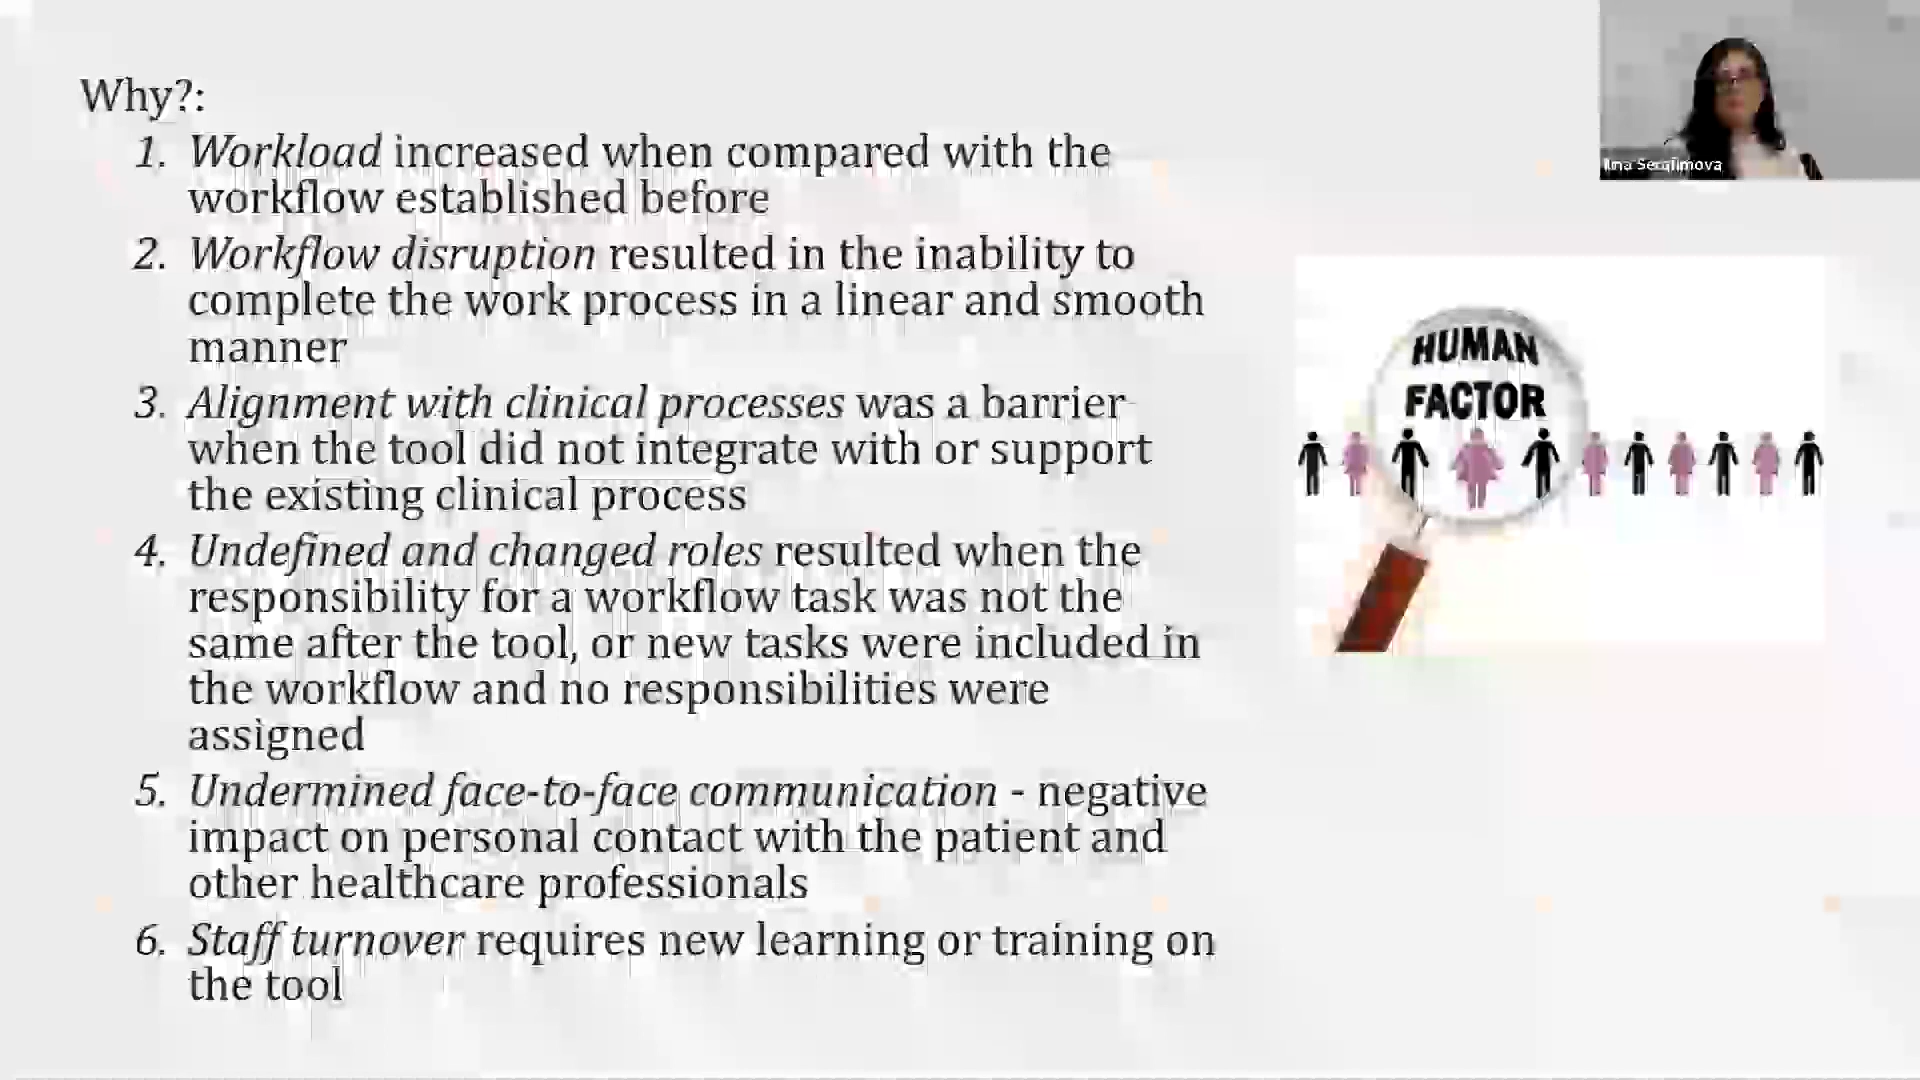 Why?:
1. Workload increased when compared with the
workflow established before
2. Workflow disruption resulted in the inability to
complete the work process in a linear and smooth
manner
3. Alignment with clinical processes was a barrier
when the tool did not integrate with or support
the existing clinical process
4. Undefined and changed roles resulted when the
responsibility for a workflow task was not the
same after the tool, or new tasks were included in
the workflow and no responsibilities were
assigned
5. Undermined face-to-face communication - negative
impact on personal contact with the patient and
other healthcare professionals
6. Staff turnover requires new learning or training on
the tool
HUMAN
FACTOR